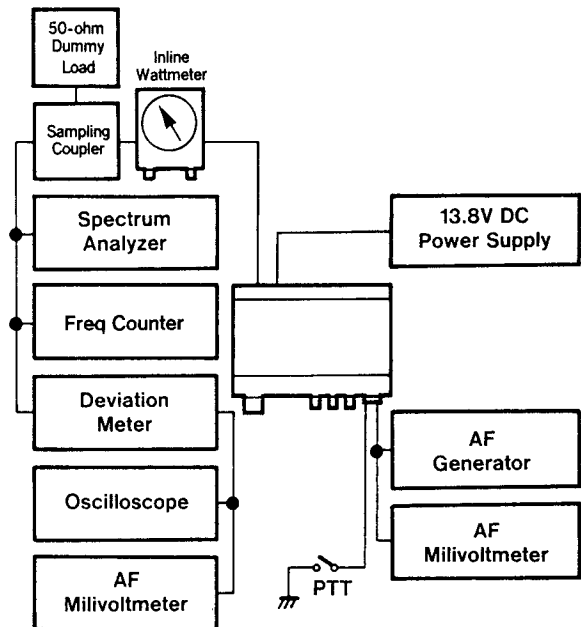 50-ohm
Dummy
Load
Inline
Wattmeter
Sampling
Coupler
Spectrum
Analyzer
13.8V DC
Power Supply
Freq Counter
Deviation
Meter
AF
Generator
Oscilloscope
AF
Milivoltmeter
PTT
AF
Milivoltmeter